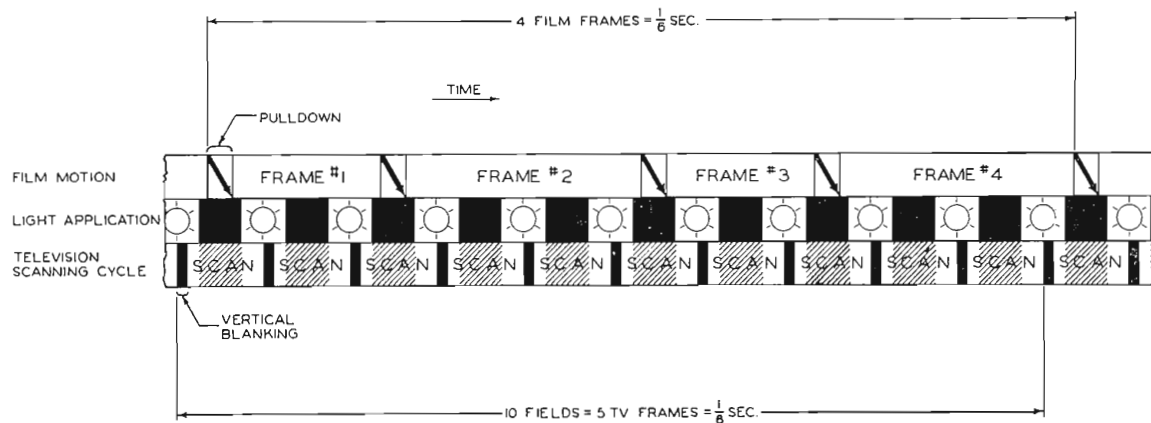 4 FILM FRAMES = 1/6 SEC.
TIME
PULLDOWN
FILM MOTION
FRAME #1
FRAME #2
FRAME #3
FRAME #4
LIGHT APPLICATION
TELEVISION
SCANNING CYCLE
SCAN SCAN SCAN SCAN SCAN SCAN SCAN SCAN SCAN SCAN SCAN
VERTICAL
BLANKING
10 FIELDS = 5 TV FRAMES = 1/6 SEC.